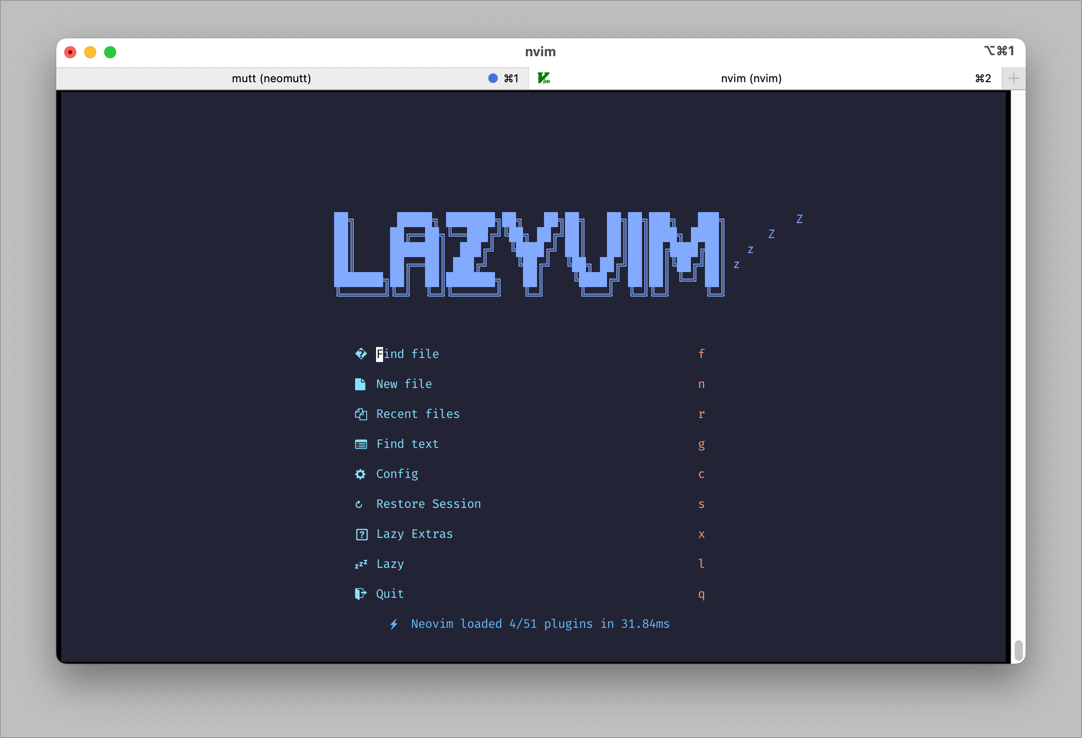 nvim ⌥⌘1
mutt (neomutt) ⌘1 nvim (nvim) ⌘2
LAZYVIM
Z
Z
z
z
Find file f
New file n
Recent files r
Find text g
Config c
Restore Session s
Lazy Extras x
zzz Lazy l
Quit q
Neovim loaded 4/51 plugins in 31.84ms